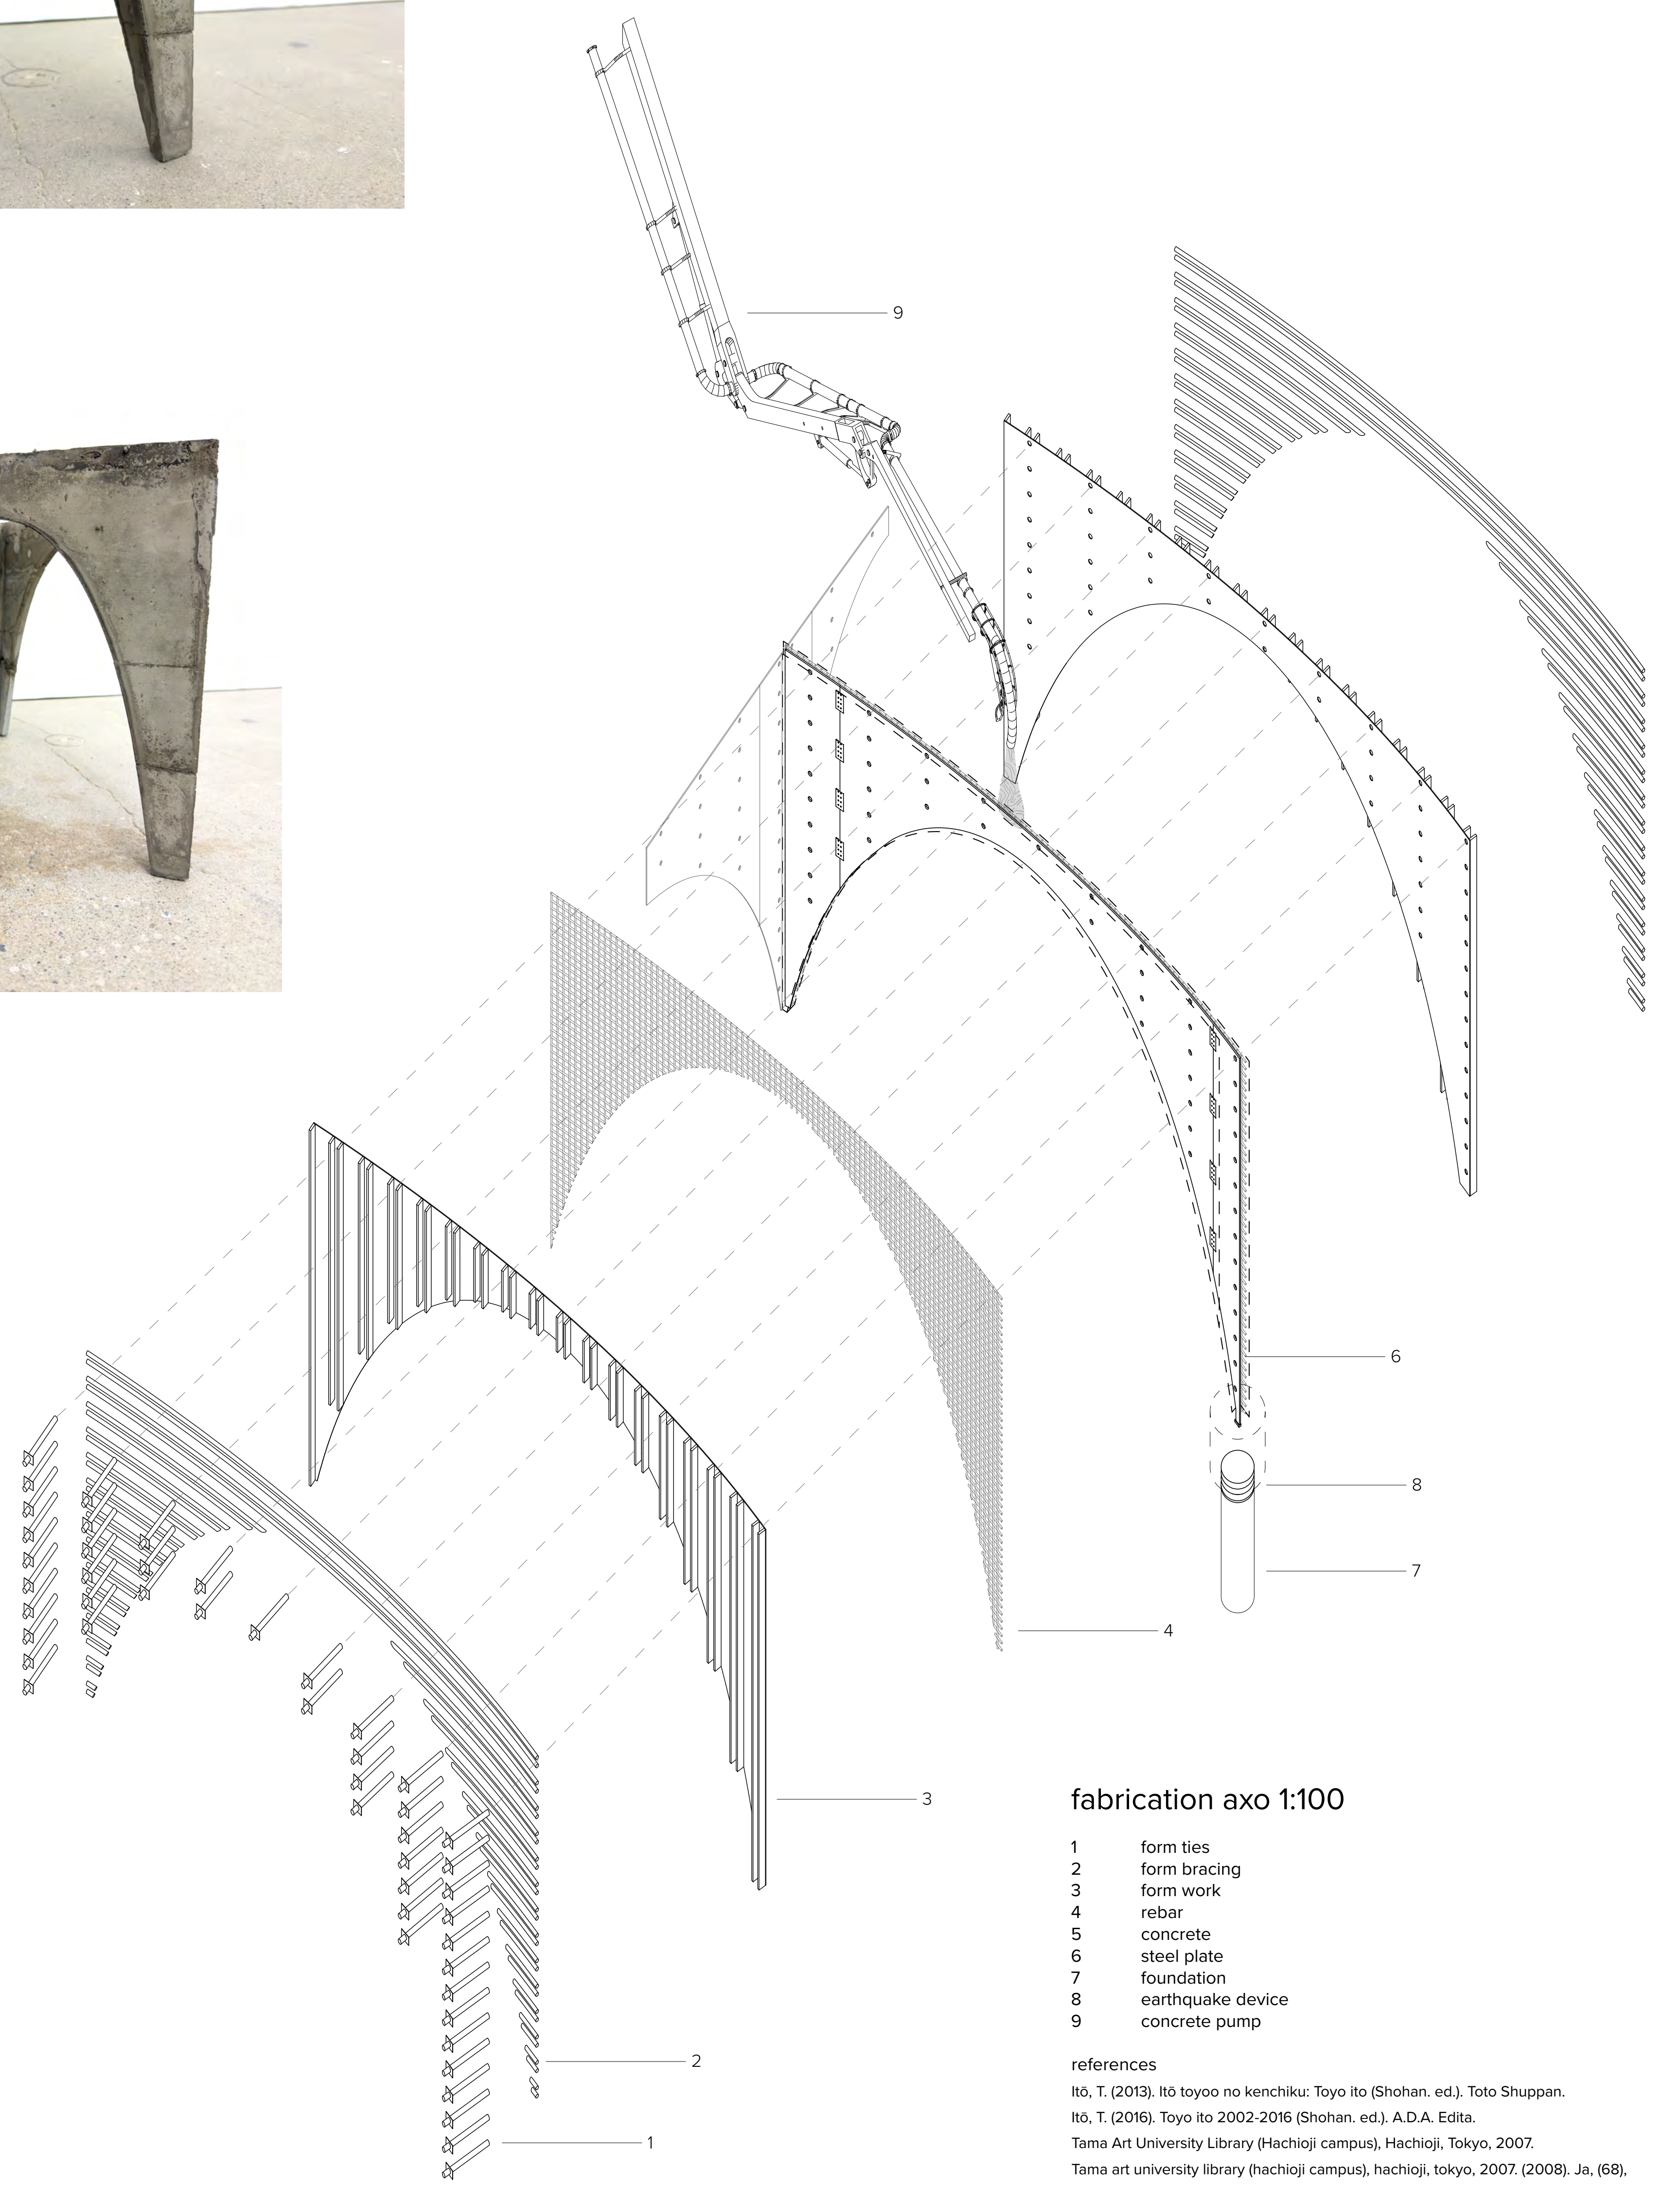 9
6
8
7
4
3
2
1
fabrication axo 1:100
1 form ties
2 form bracing
3 form work
4 rebar
5 concrete
6 steel plate
7 foundation
8 earthquake device
9 concrete pump
references
Itō, T. (2013). Itō toyoo no kenchiku: Toyo ito (Shohan. ed.). Toto Shuppan.
Itō, T. (2016). Toyo ito 2002-2016 (Shohan. ed.). A.D.A. Edita.
Tama Art University Library (Hachioji campus), Hachioji, Tokyo, 2007.
Tama art university library (hachioji campus), hachioji, tokyo, 2007. (2008). Ja, (68),